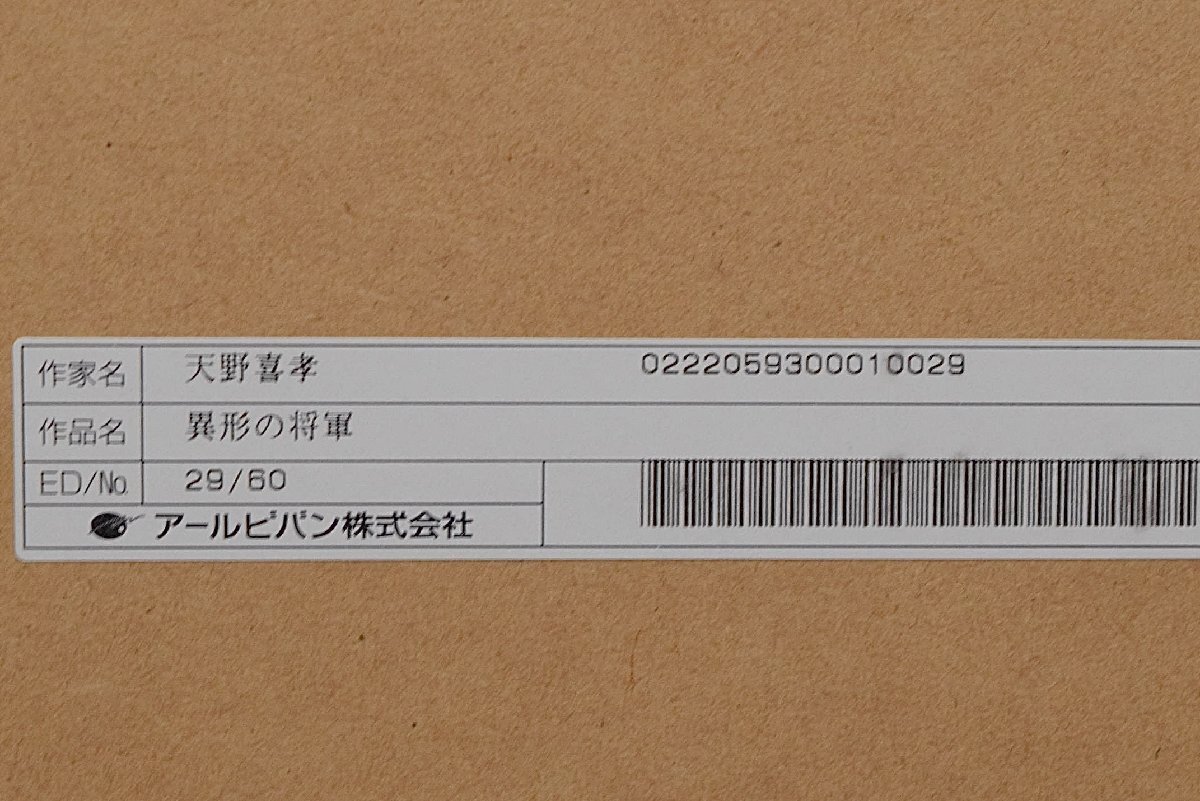 作家名 天野喜孝 0222059300010029
作品名 異形の将軍
ED/No. 29/60
アールビバン株式会社